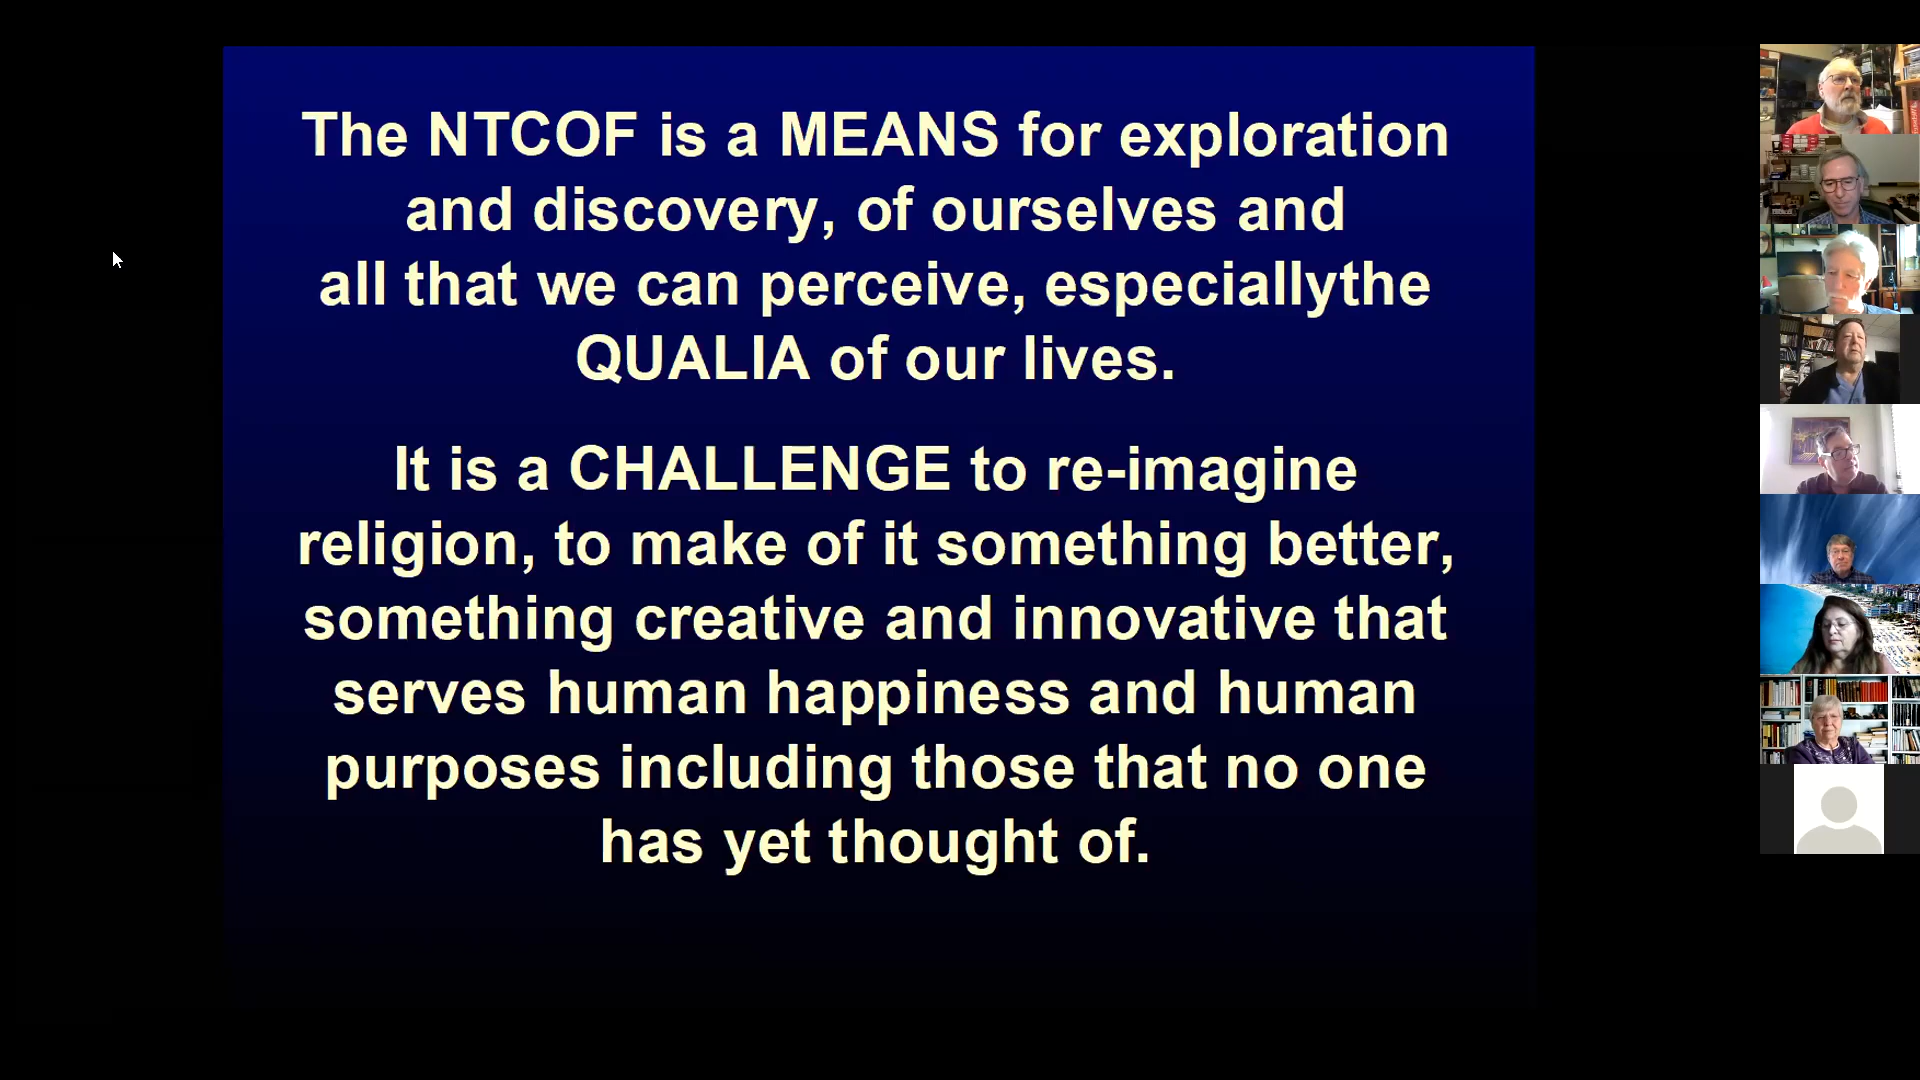 The NTCOF is a MEANS for exploration
and discovery, of ourselves and
all that we can perceive, especiallythe
QUALIA of our lives.
It is a CHALLENGE to re-imagine
religion, to make of it something better,
something creative and innovative that
serves human happiness and human
purposes including those that no one
has yet thought of.